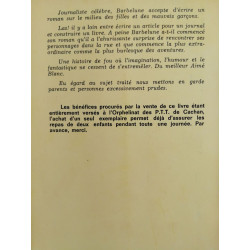 Journaliste célèbre, Barbelune accepte d'écrire un
roman sur le milieu des filles et des mauvais garçons.
Las! il y a loin entre écrire un article pour un journal
et construire un livre. A peine Barbelune a-t-il commencé
son roman qu'il a l'ahurissante surprise de rencontrer ses
personnages dans la rue et que commence la plus extra-
ordinaire comme la plus burlesque des aventures.
Une histoire de fou où l'imagination, l'humour et le
fantastique ne cessent de s'entremêler. Du meilleur Aimé
Blanc.
Eu égard au sujet traité nous mettons en garde
parents et personnes excessivement prudes.
Les bénéfices procurés par la vente de ce livre étant
entièrement versés à l'Orphelinat des P.T.T. de Cachan,
l'achat d'un seul exemplaire permet déjà d'assurer les
repas de deux enfants pendant toute une journée. Par
avance, merci.